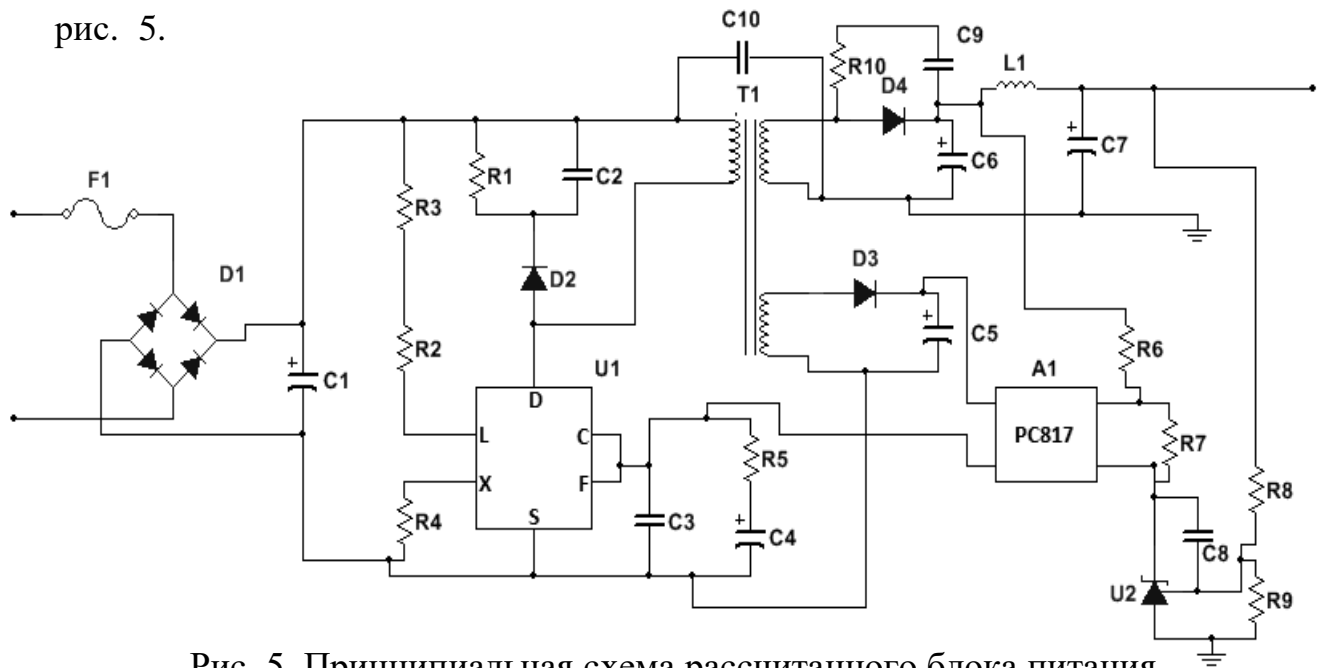 рис. 5.
C10
C9
R10
L1
D4
T1
F1
R1
C2
C6
C7
R3
D1
D2
D3
R2
C5
R6
C1
U1
A1
D
L
C
PC817
R7
X
F
R5
R8
R4
S
C3
C4
C8
U2
R9
Рис. 5. Принципиальная схема рассчитанного блока питания